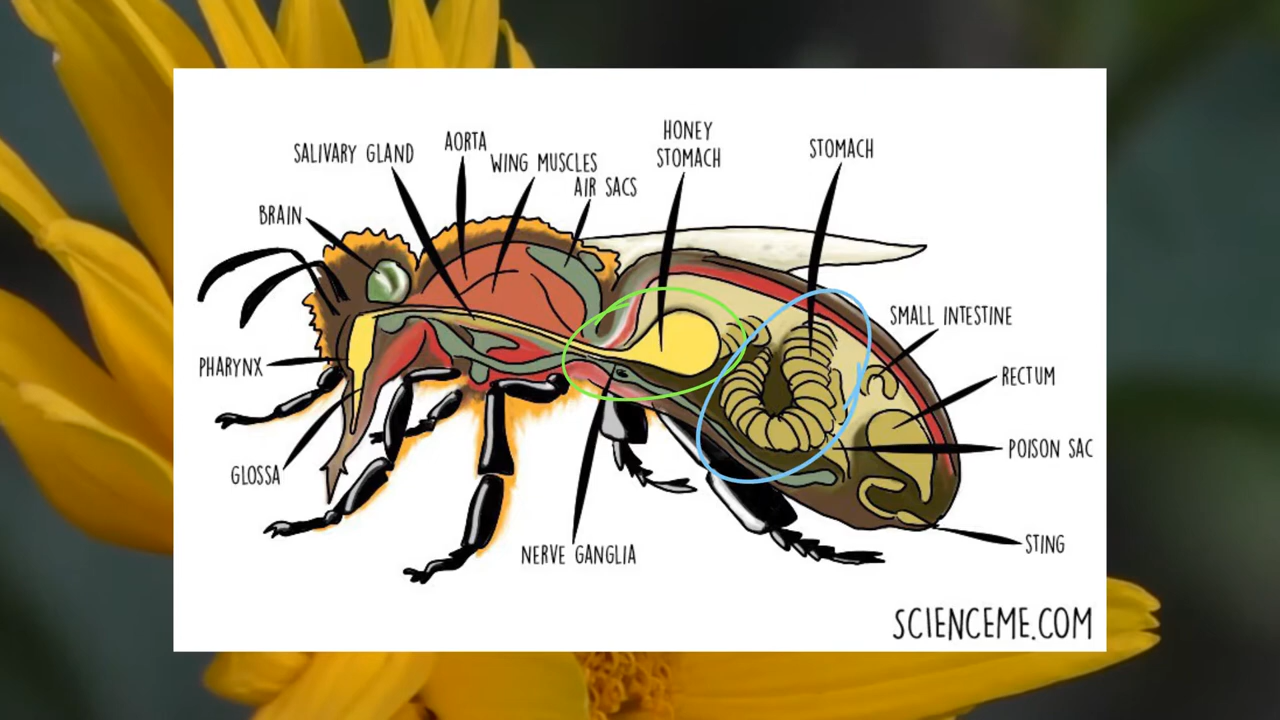 HONEY
STOMACH
AORTA
SALIVARY GLAND
WING MUSCLES
STOMACH
AIR SACS
BRAIN
SMALL INTESTINE
PHARYNX
RECTUM
POISON SAC
GLOSSA
STING
NERVE GANGLIA
SCIENCEME.COM